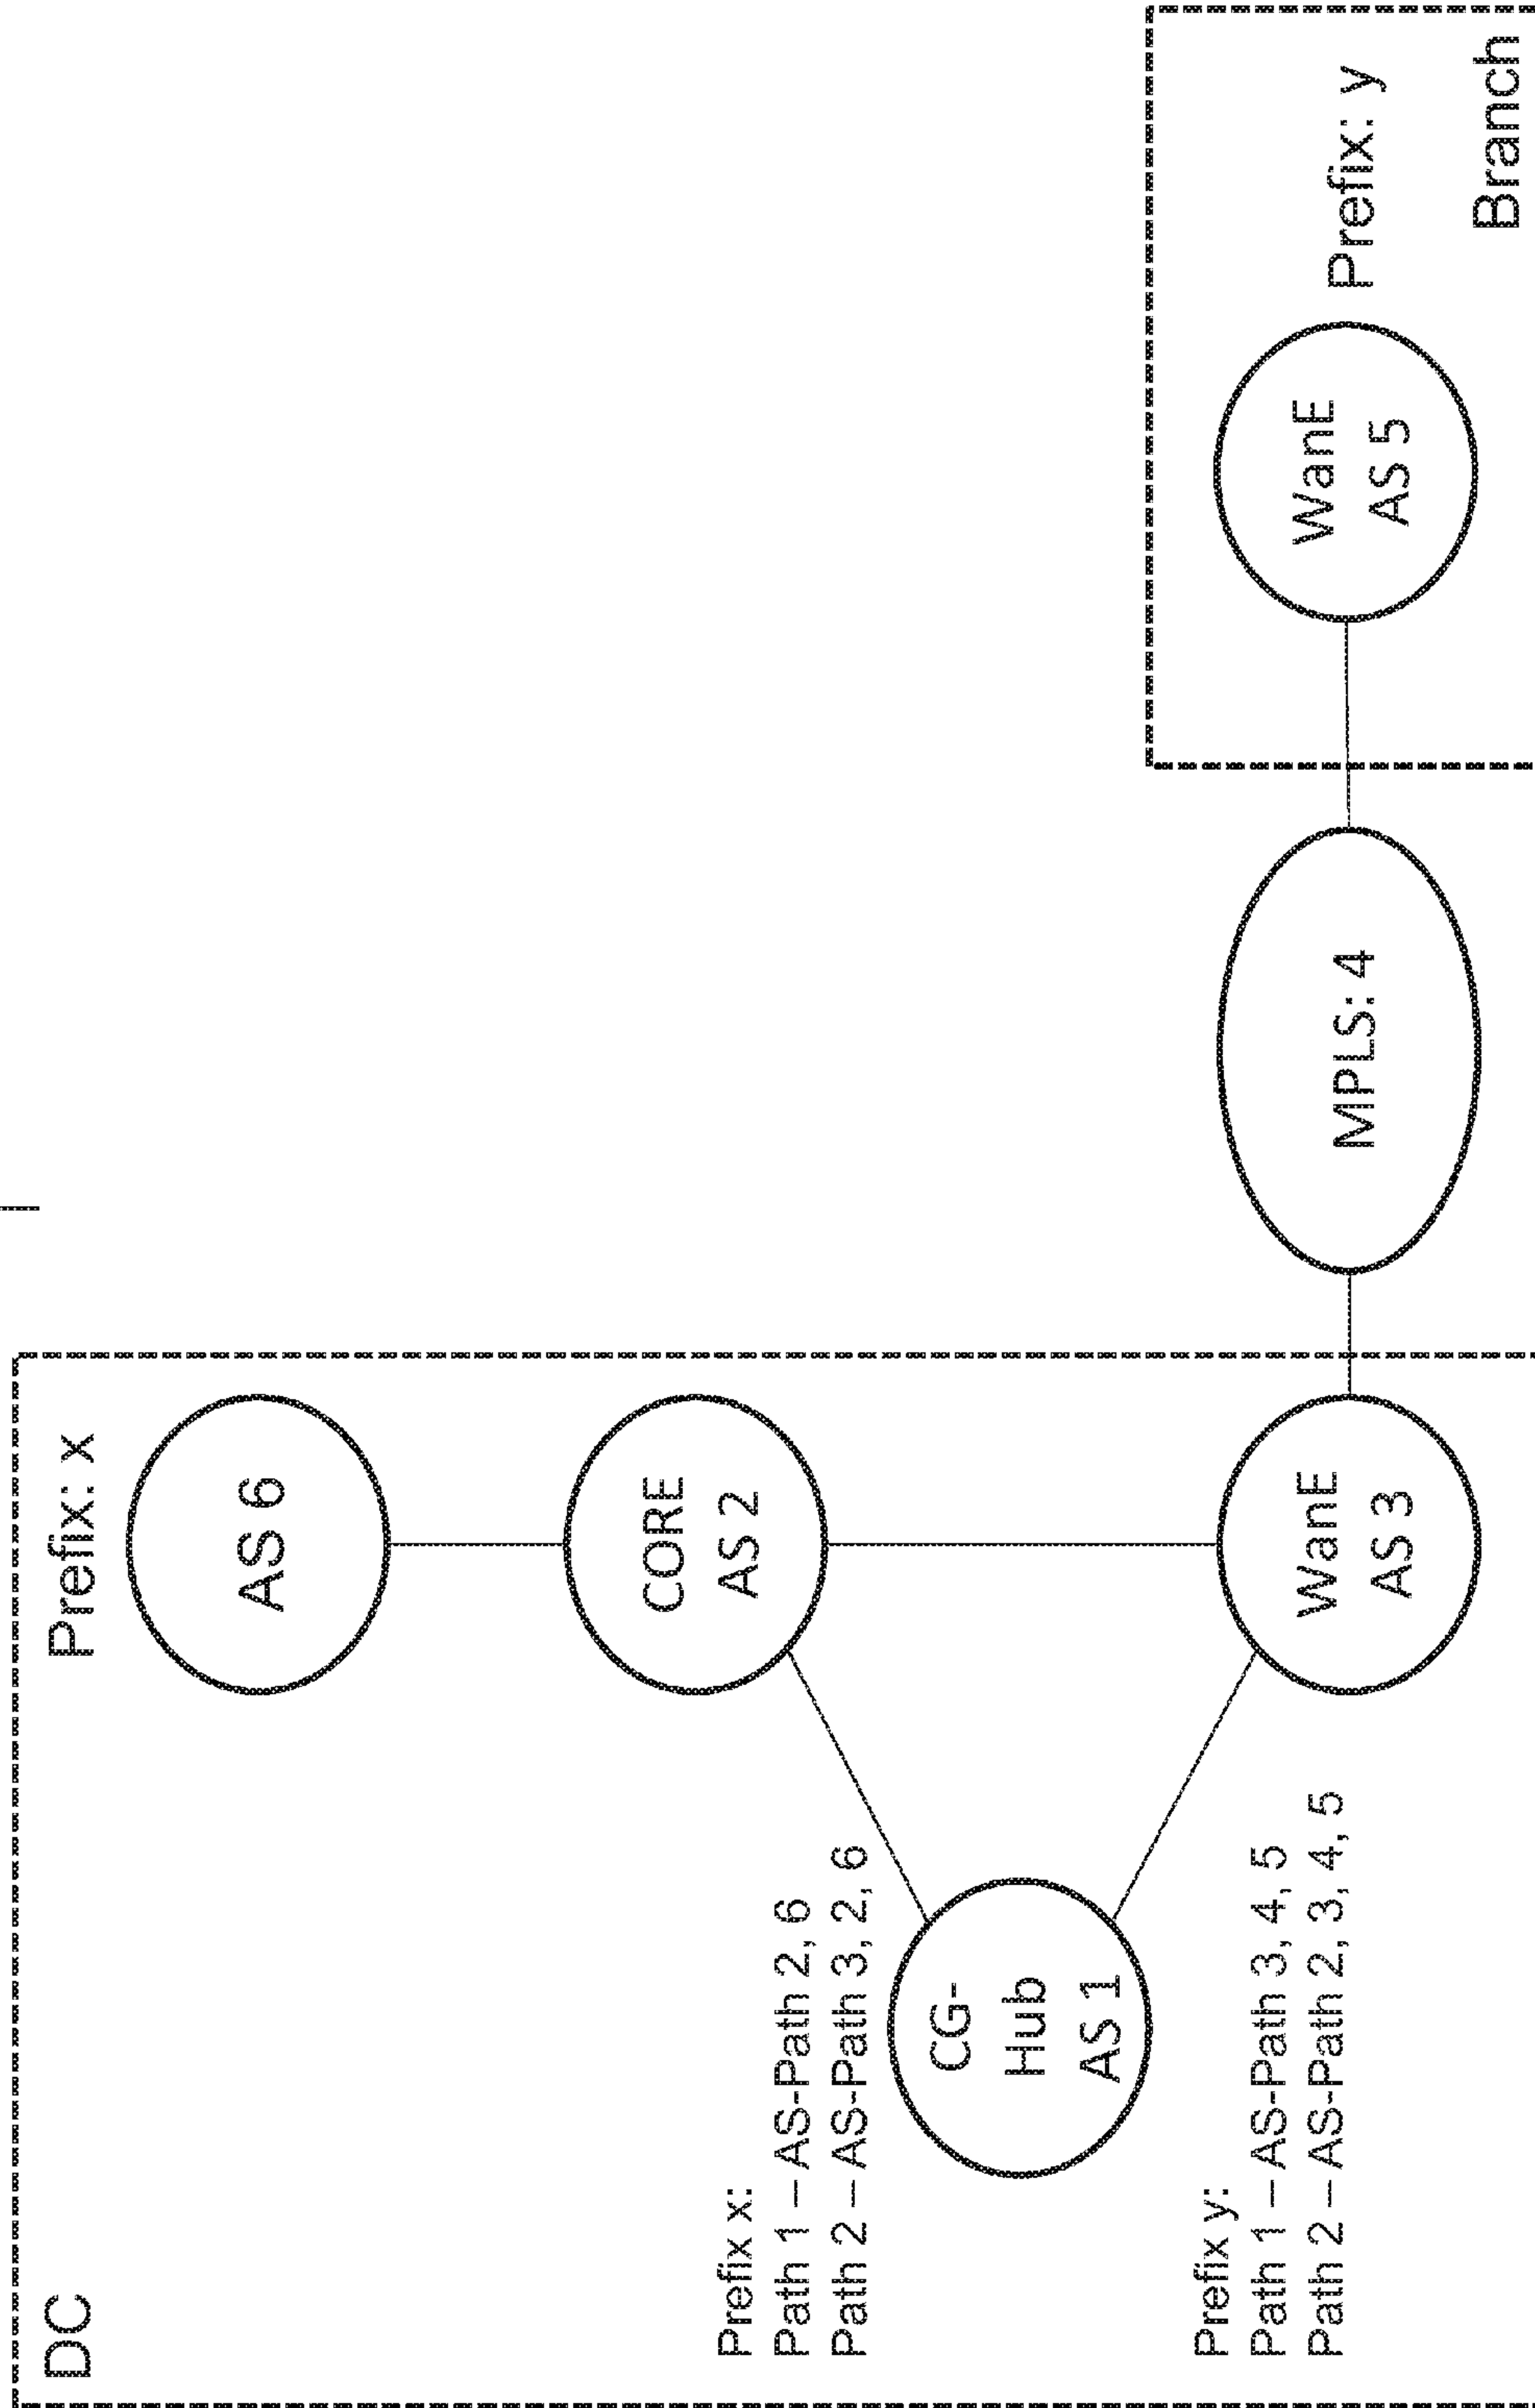 DC
Prefix: x
AS 6
CORE
AS 2
Prefix x:
Path 1 – AS-Path 2, 6
Path 2 – AS-Path 3, 2, 6
CG-
Hub
AS 1
Prefix y:
Path 1 – AS-Path 3, 4, 5
Path 2 – AS-Path 2, 3, 4, 5
WanE
AS 3
MPLS: 4
WanE
AS 5
Prefix: y
Branch